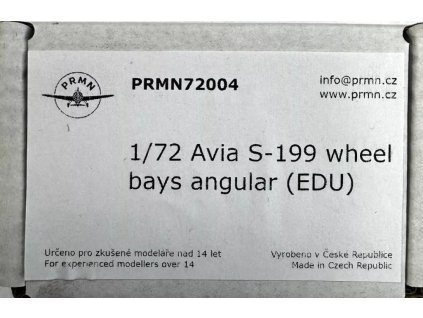 PRMN
PRMN72004
info@prmn.cz
www.prmn.cz
1/72 Avia S-199 wheel
bays angular (EDU)
Určeno pro zkušené modeláře nad 14 let
For experienced modellers over 14
Vyrobeno v České Republice
Made in Czech Republic